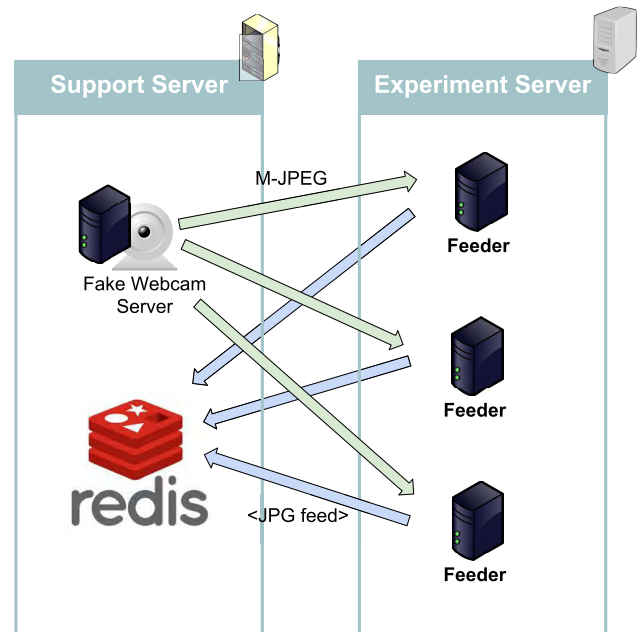 Support Server
Experiment Server
M-JPEG
Feeder
Fake Webcam
Server
Feeder
redis
<JPG feed>
Feeder